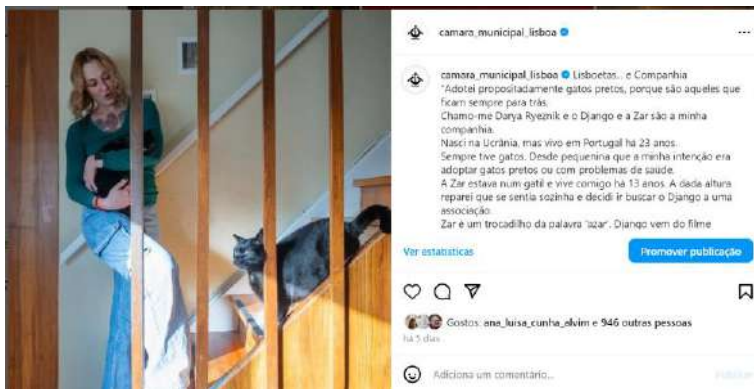 camara_municipal_lisboa
...
camara_municipal_lisboa Lisboetas... e Companhia
"Adotei propositadamente gatos pretos, porque são aqueles que
ficam sempre para trás.
Chamo-me Darya Ryeznik e o Django e a Zar são a minha
companhia.
Nasci na Ucrânia, mas vivo em Portugal há 23 anos.
Sempre tive gatos. Desde pequenina que a minha intenção era
adoptar gatos pretos ou com problemas de saúde.
A Zar estava num gatil e vive comigo há 13 anos. A dada altura
reparei que se sentia sozinha e decidi ir buscar o Django a uma
associação.
Zar é um trocadilho da palavra "azar". Django vem do filme
Ver estatísticas
Promover publicação
Gostos: ana_luisa_cunha_alvim e 946 outras pessoas
há 5 dias
Adiciona um comentário...
Publicar